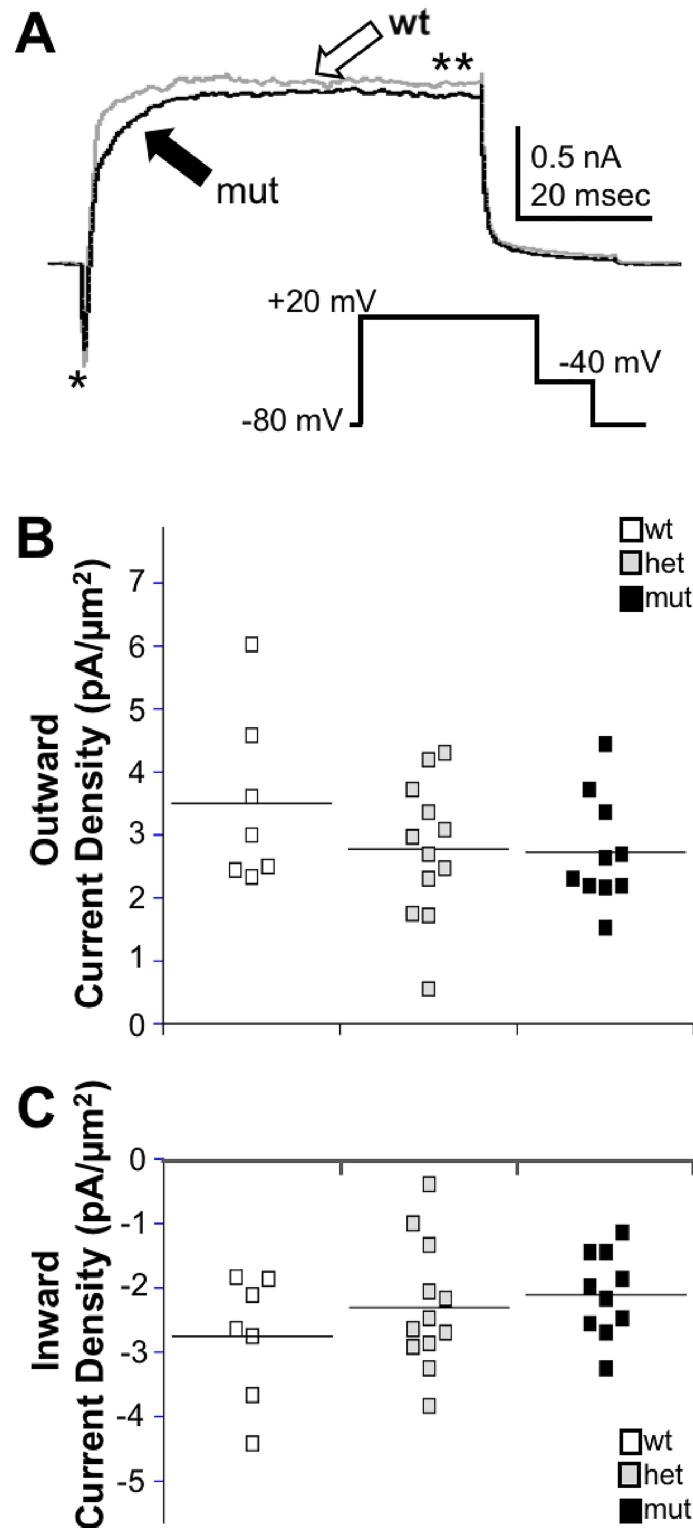 A
wt
**
0.5 nA
20 msec
mut
*
+20 mV
-40 mV
-80 mV
B
wt
het
mut
Outward
Current Density (pA/µm²)
7
6
5
4
3
2
1
0
C
Inward
Current Density (pA/µm²)
0
-1
-2
-3
-4
-5
wt
het
mut